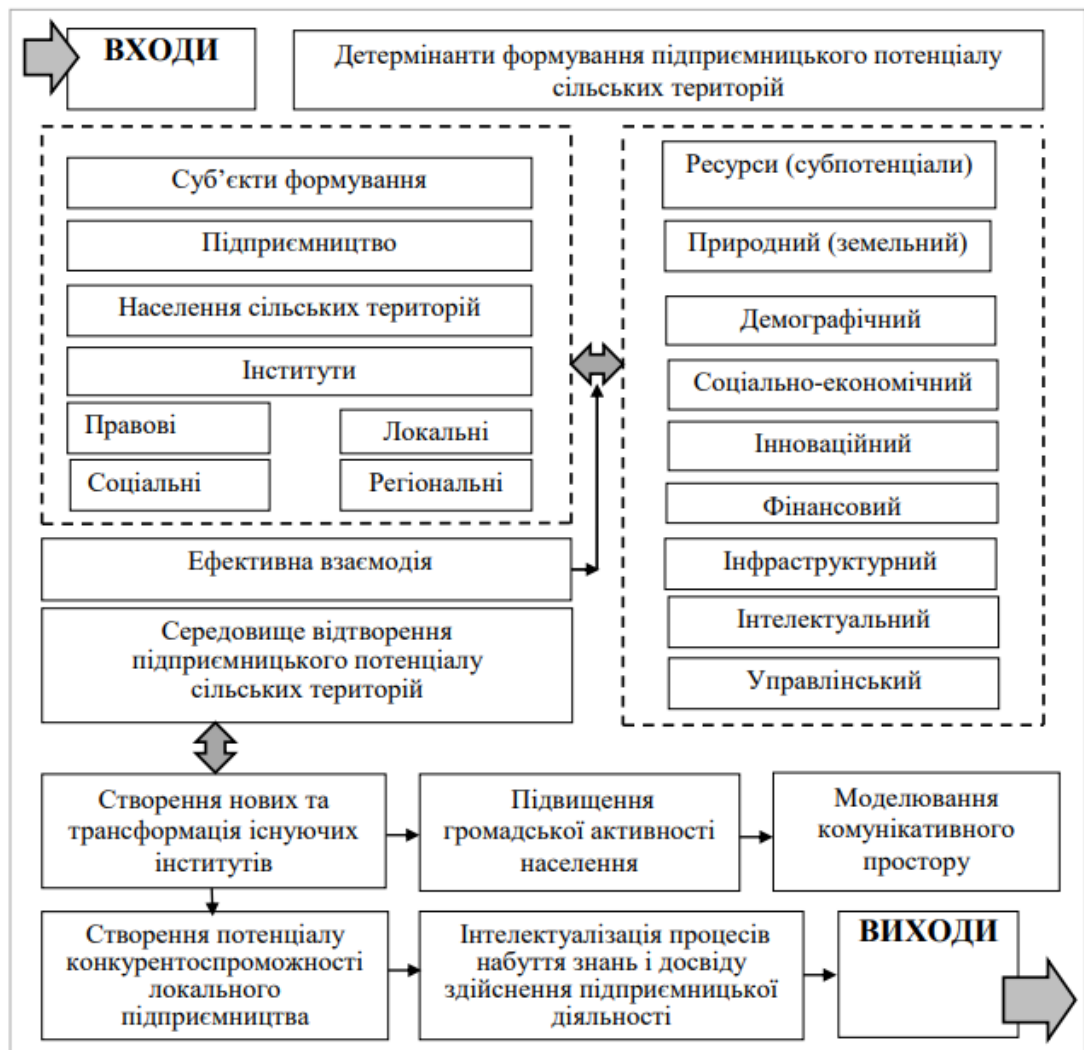 ВХОДИ
Детермінанти формування підприємницького потенціалу
сільських територій
Суб’єкти формування
Підприємництво
Населення сільських територій
Інститути
Правові
Локальні
Соціальні
Регіональні
Ресурси (субпотенціали)
Природний (земельний)
Демографічний
Соціально-економічний
Інноваційний
Фінансовий
Інфраструктурний
Інтелектуальний
Управлінський
Ефективна взаємодія
Середовище відтворення
підприємницького потенціалу
сільських територій
Створення нових та
трансформація існуючих
інститутів
Підвищення
громадської активності
населення
Моделювання
комунікативного
простору
Створення потенціалу
конкурентоспроможності
локального
підприємництва
Інтелектуалізація процесів
набуття знань і досвіду
здійснення підприємницької
діяльності
ВИХОДИ